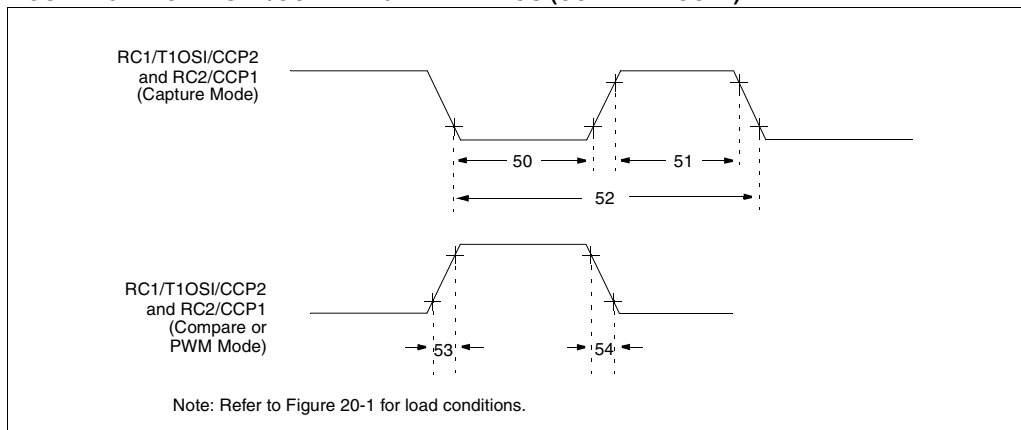 RC1/T1OSI/CCP2
and RC2/CCP1
(Capture Mode)
50
51
52
RC1/T1OSI/CCP2
and RC2/CCP1
(Compare or
PWM Mode)
53
54
Note: Refer to Figure 20-1 for load conditions.